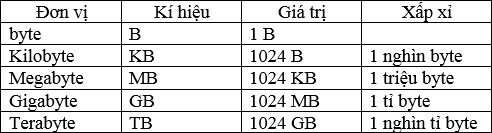 Đơn vị Kí hiệu Giá trị Xấp xỉ
byte B 1 B
Kilobyte KB 1024 B 1 nghìn byte
Megabyte MB 1024 KB 1 triệu byte
Gigabyte GB 1024 MB 1 tỉ byte
Terabyte TB 1024 GB 1 nghìn tỉ byte